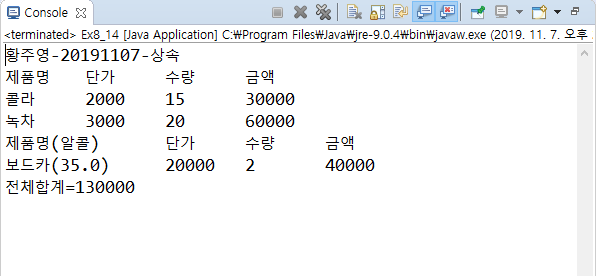 Console
<terminated> Ex8_14 [Java Application] C:₩Program Files₩Java₩jre-9.0.4₩bin₩javaw.exe (2019. 11. 7. 오후
황주영-20191107-상속
제품명 단가 수량 금액
콜라 2000 15 30000
녹차 3000 20 60000
제품명(알콜) 단가 수량 금액
보드카(35.0) 20000 2 40000
전체합계=130000